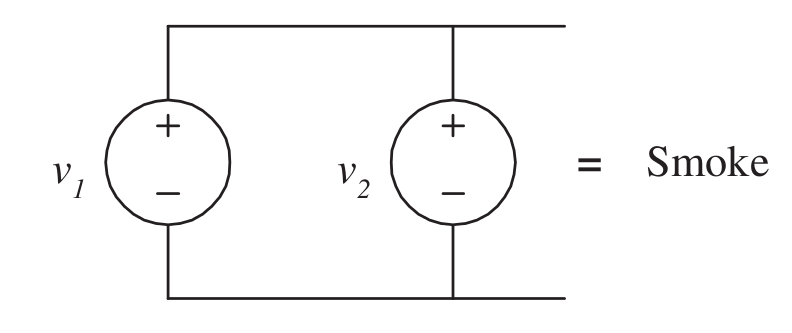 + +
v1 v2 = Smoke
− −